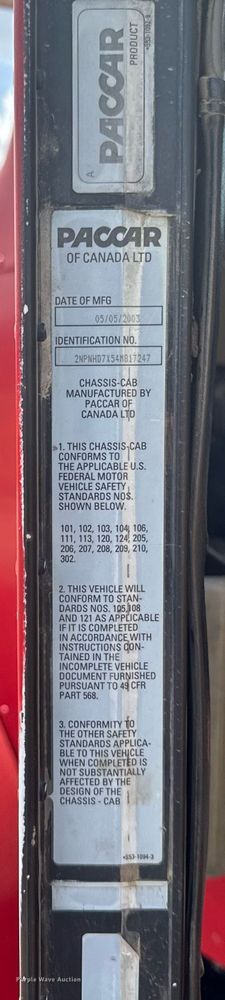 A PACCAR PRODUCT
•S53-1092-9
PACCAR
OF CANADA LTD
DATE OF MFG
05/05/2003
IDENTIFICATION NO.
2NPNHD7X54M817247
CHASSIS-CAB
MANUFACTURED BY
PACCAR OF
CANADA LTD
1. THIS CHASSIS-CAB
CONFORMS TO
THE APPLICABLE U.S.
FEDERAL MOTOR
VEHICLE SAFETY
STANDARDS NOS.
SHOWN BELOW.
101, 102, 103, 104, 106,
111, 113, 120, 124, 205,
206, 207, 208, 209, 210,
302.
2. THIS VEHICLE WILL
CONFORM TO STAN-
DARDS NOS. 105,108
AND 121 AS APPLICABLE
IF IT IS COMPLETED
IN ACCORDANCE WITH
INSTRUCTIONS CON-
TAINED IN THE
INCOMPLETE VEHICLE
DOCUMENT FURNISHED
PURSUANT TO 49 CFR
PART 568.
3. CONFORMITY TO
THE OTHER SAFETY
STANDARDS APPLICA-
BLE TO THIS VEHICLE
WHEN COMPLETED IS
NOT SUBSTANTIALLY
AFFECTED BY THE
DESIGN OF THE
CHASSIS - CAB
•S53-1094-3
Purple Wave Auction